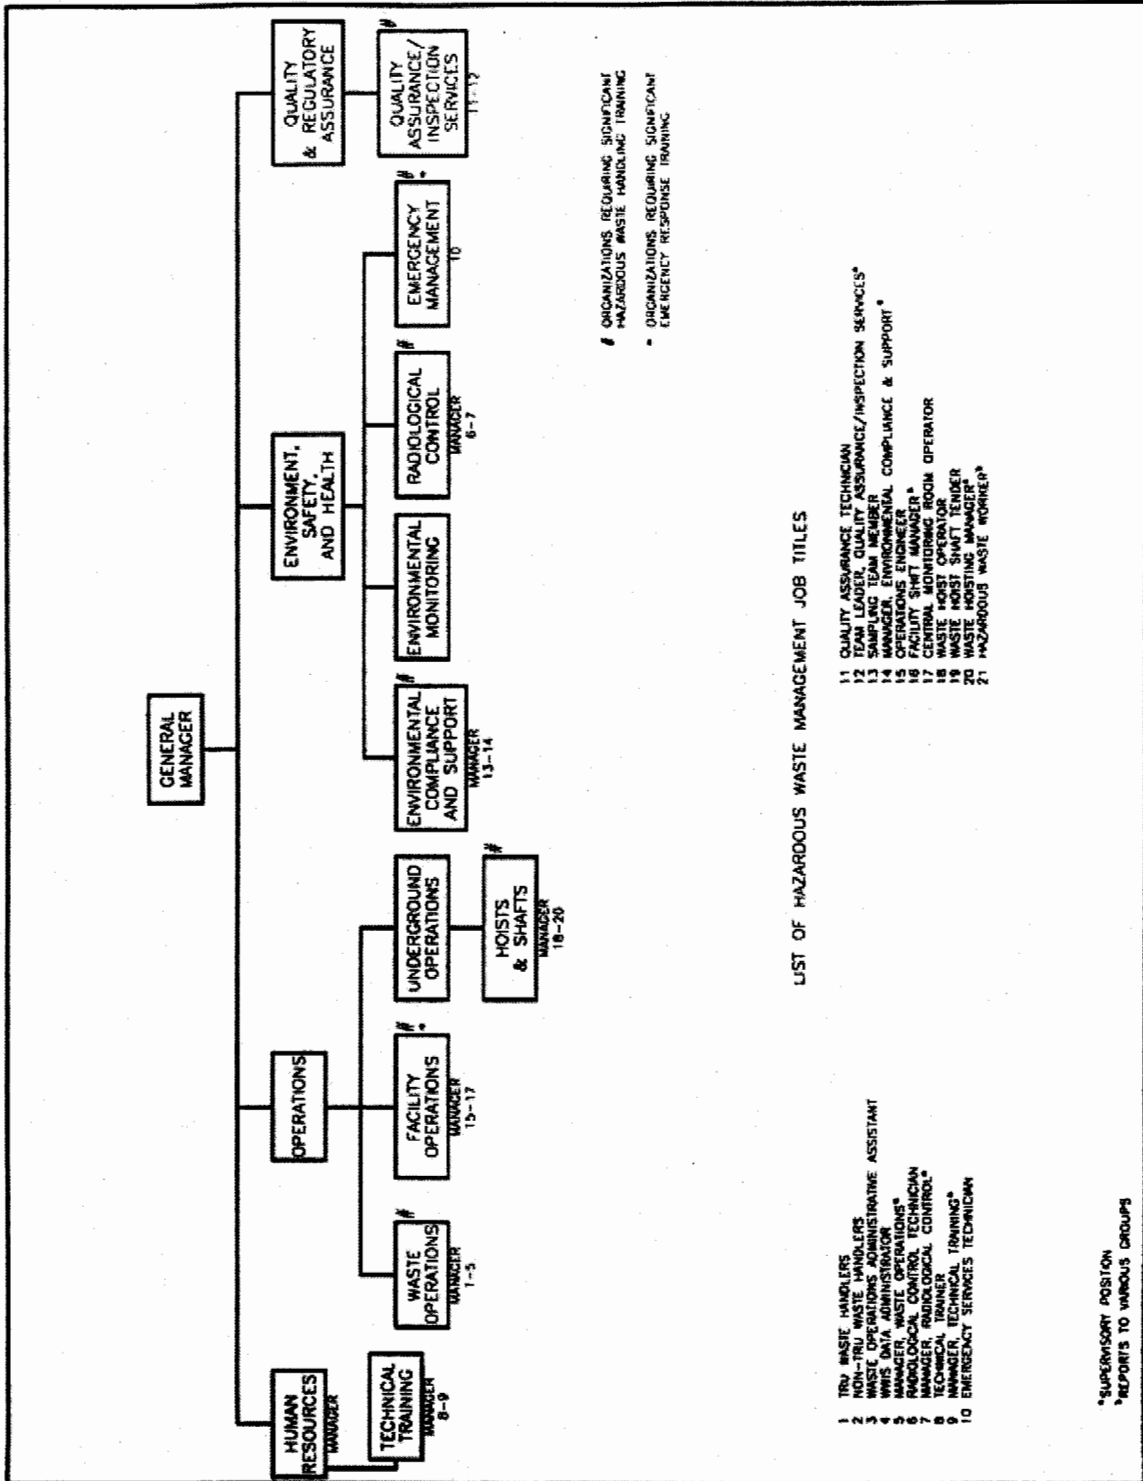 GENERAL
MANAGER
HUMAN
RESOURCES
MANAGER
TECHNICAL
TRAINING
MANAGER
8-9
OPERATIONS
WASTE
OPERATIONS
#
MANAGER
1-5
FACILITY
OPERATIONS
#
*
MANAGER
15-17
UNDERGROUND
OPERATIONS
HOISTS
& SHAFTS
#
MANAGER
18-20
ENVIRONMENT,
SAFETY,
AND HEALTH
ENVIRONMENTAL
COMPLIANCE
AND SUPPORT
#
MANAGER
13-14
ENVIRONMENTAL
MONITORING
RADIOLOGICAL
CONTROL
#
MANAGER
6-7
EMERGENCY
MANAGEMENT
#
*
10
QUALITY
& REGULATORY
ASSURANCE
QUALITY
ASSURANCE/
INSPECTION
SERVICES
#
11-12
# ORGANIZATIONS REQUIRING SIGNIFICANT
HAZARDOUS WASTE HANDLING TRAINING
* ORGANIZATIONS REQUIRING SIGNIFICANT
EMERGENCY RESPONSE TRAINING
LIST OF HAZARDOUS WASTE MANAGEMENT JOB TITLES
1 TRU WASTE HANDLERS
2 NON-TRU WASTE HANDLERS
3 WASTE OPERATIONS ADMINISTRATIVE ASSISTANT
4 WWIS DATA ADMINISTRATOR
5 MANAGER, WASTE OPERATIONS ᵃ
6 RADIOLOGICAL CONTROL TECHNICIAN
7 MANAGER, RADIOLOGICAL CONTROL ᵃ
8 TECHNICAL TRAINER
9 MANAGER, TECHNICAL TRAINING ᵃ
10 EMERGENCY SERVICES TECHNICIAN
11 QUALITY ASSURANCE TECHNICIAN
12 TEAM LEADER, QUALITY ASSURANCE/INSPECTION SERVICES ᵃ
13 SAMPLING TEAM MEMBER
14 MANAGER, ENVIRONMENTAL COMPLIANCE & SUPPORT ᵃ
15 OPERATIONS ENGINEER
16 FACILITY SHIFT MANAGER ᵃ
17 CENTRAL MONITORING ROOM OPERATOR
18 WASTE HOIST OPERATOR
19 WASTE HOIST SHAFT TENDER
20 WASTE HOISTING MANAGER ᵃ
21 HAZARDOUS WASTE WORKER ᵇ
ᵃ SUPERVISORY POSITION
ᵇ REPORTS TO VARIOUS GROUPS